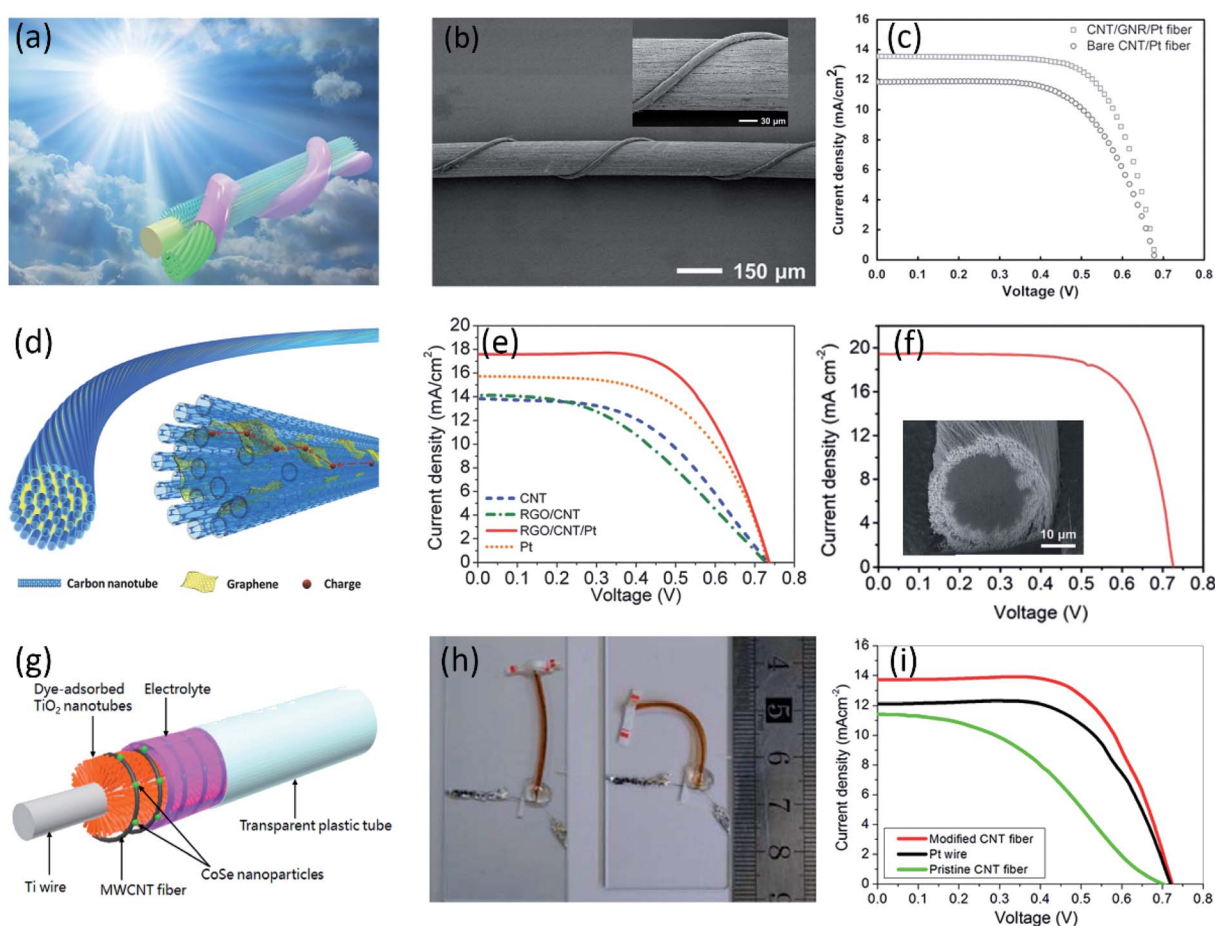 (a)
(b)
30 μm
150 μm
(c)
CNT/GNR/Pt fiber
Bare CNT/Pt fiber
Current density (mA/cm2)
16
14
12
10
8
6
4
2
0
0.0 0.1 0.2 0.3 0.4 0.5 0.6 0.7 0.8
Voltage (V)
(d)
Carbon nanotube Graphene Charge
(e)
Current density (mA/cm2)
20
18
16
14
12
10
8
6
4
2
0
CNT
RGO/CNT
RGO/CNT/Pt
Pt
0.0 0.1 0.2 0.3 0.4 0.5 0.6 0.7 0.8
Voltage (V)
(f)
Current density (mA cm-2)
20
16
12
8
4
0
10 μm
0.0 0.1 0.2 0.3 0.4 0.5 0.6 0.7 0.8
Voltage (V)
(g)
Dye-adsorbed
TiO2 nanotubes
Electrolyte
Transparent plastic tube
CoSe nanoparticles
MWCNT fiber
Ti wire
(h)
4
5
6
7
8
9
(i)
Current density (mAcm-2)
16
14
12
10
8
6
4
2
0
Modified CNT fiber
Pt wire
Pristine CNT fiber
0.0 0.1 0.2 0.3 0.4 0.5 0.6 0.7 0.8
Voltage (V)